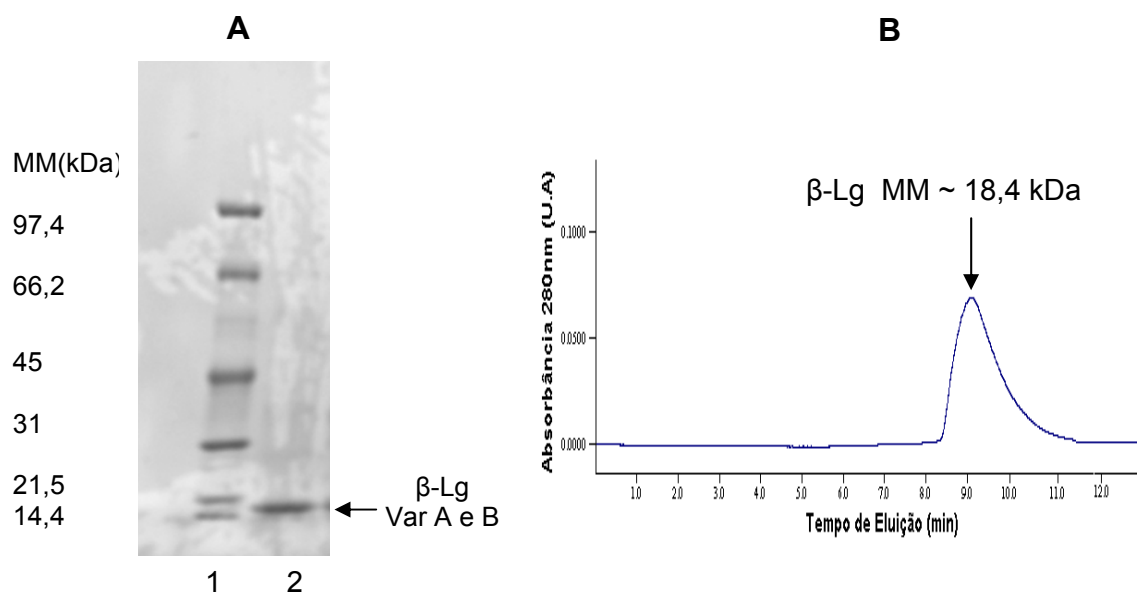 A
MM(kDa)
97,4
66,2
45
31
21,5
14,4
β-Lg
Var A e B
1 2
B
β-Lg MM ~ 18,4 kDa
Absorbância 280nm (U.A)
0.1000
0.0500
0.0000
1.0 2.0 3.0 4.0 5.0 6.0 7.0 8.0 9.0 10.0 11.0 12.0
Tempo de Eluição (min)